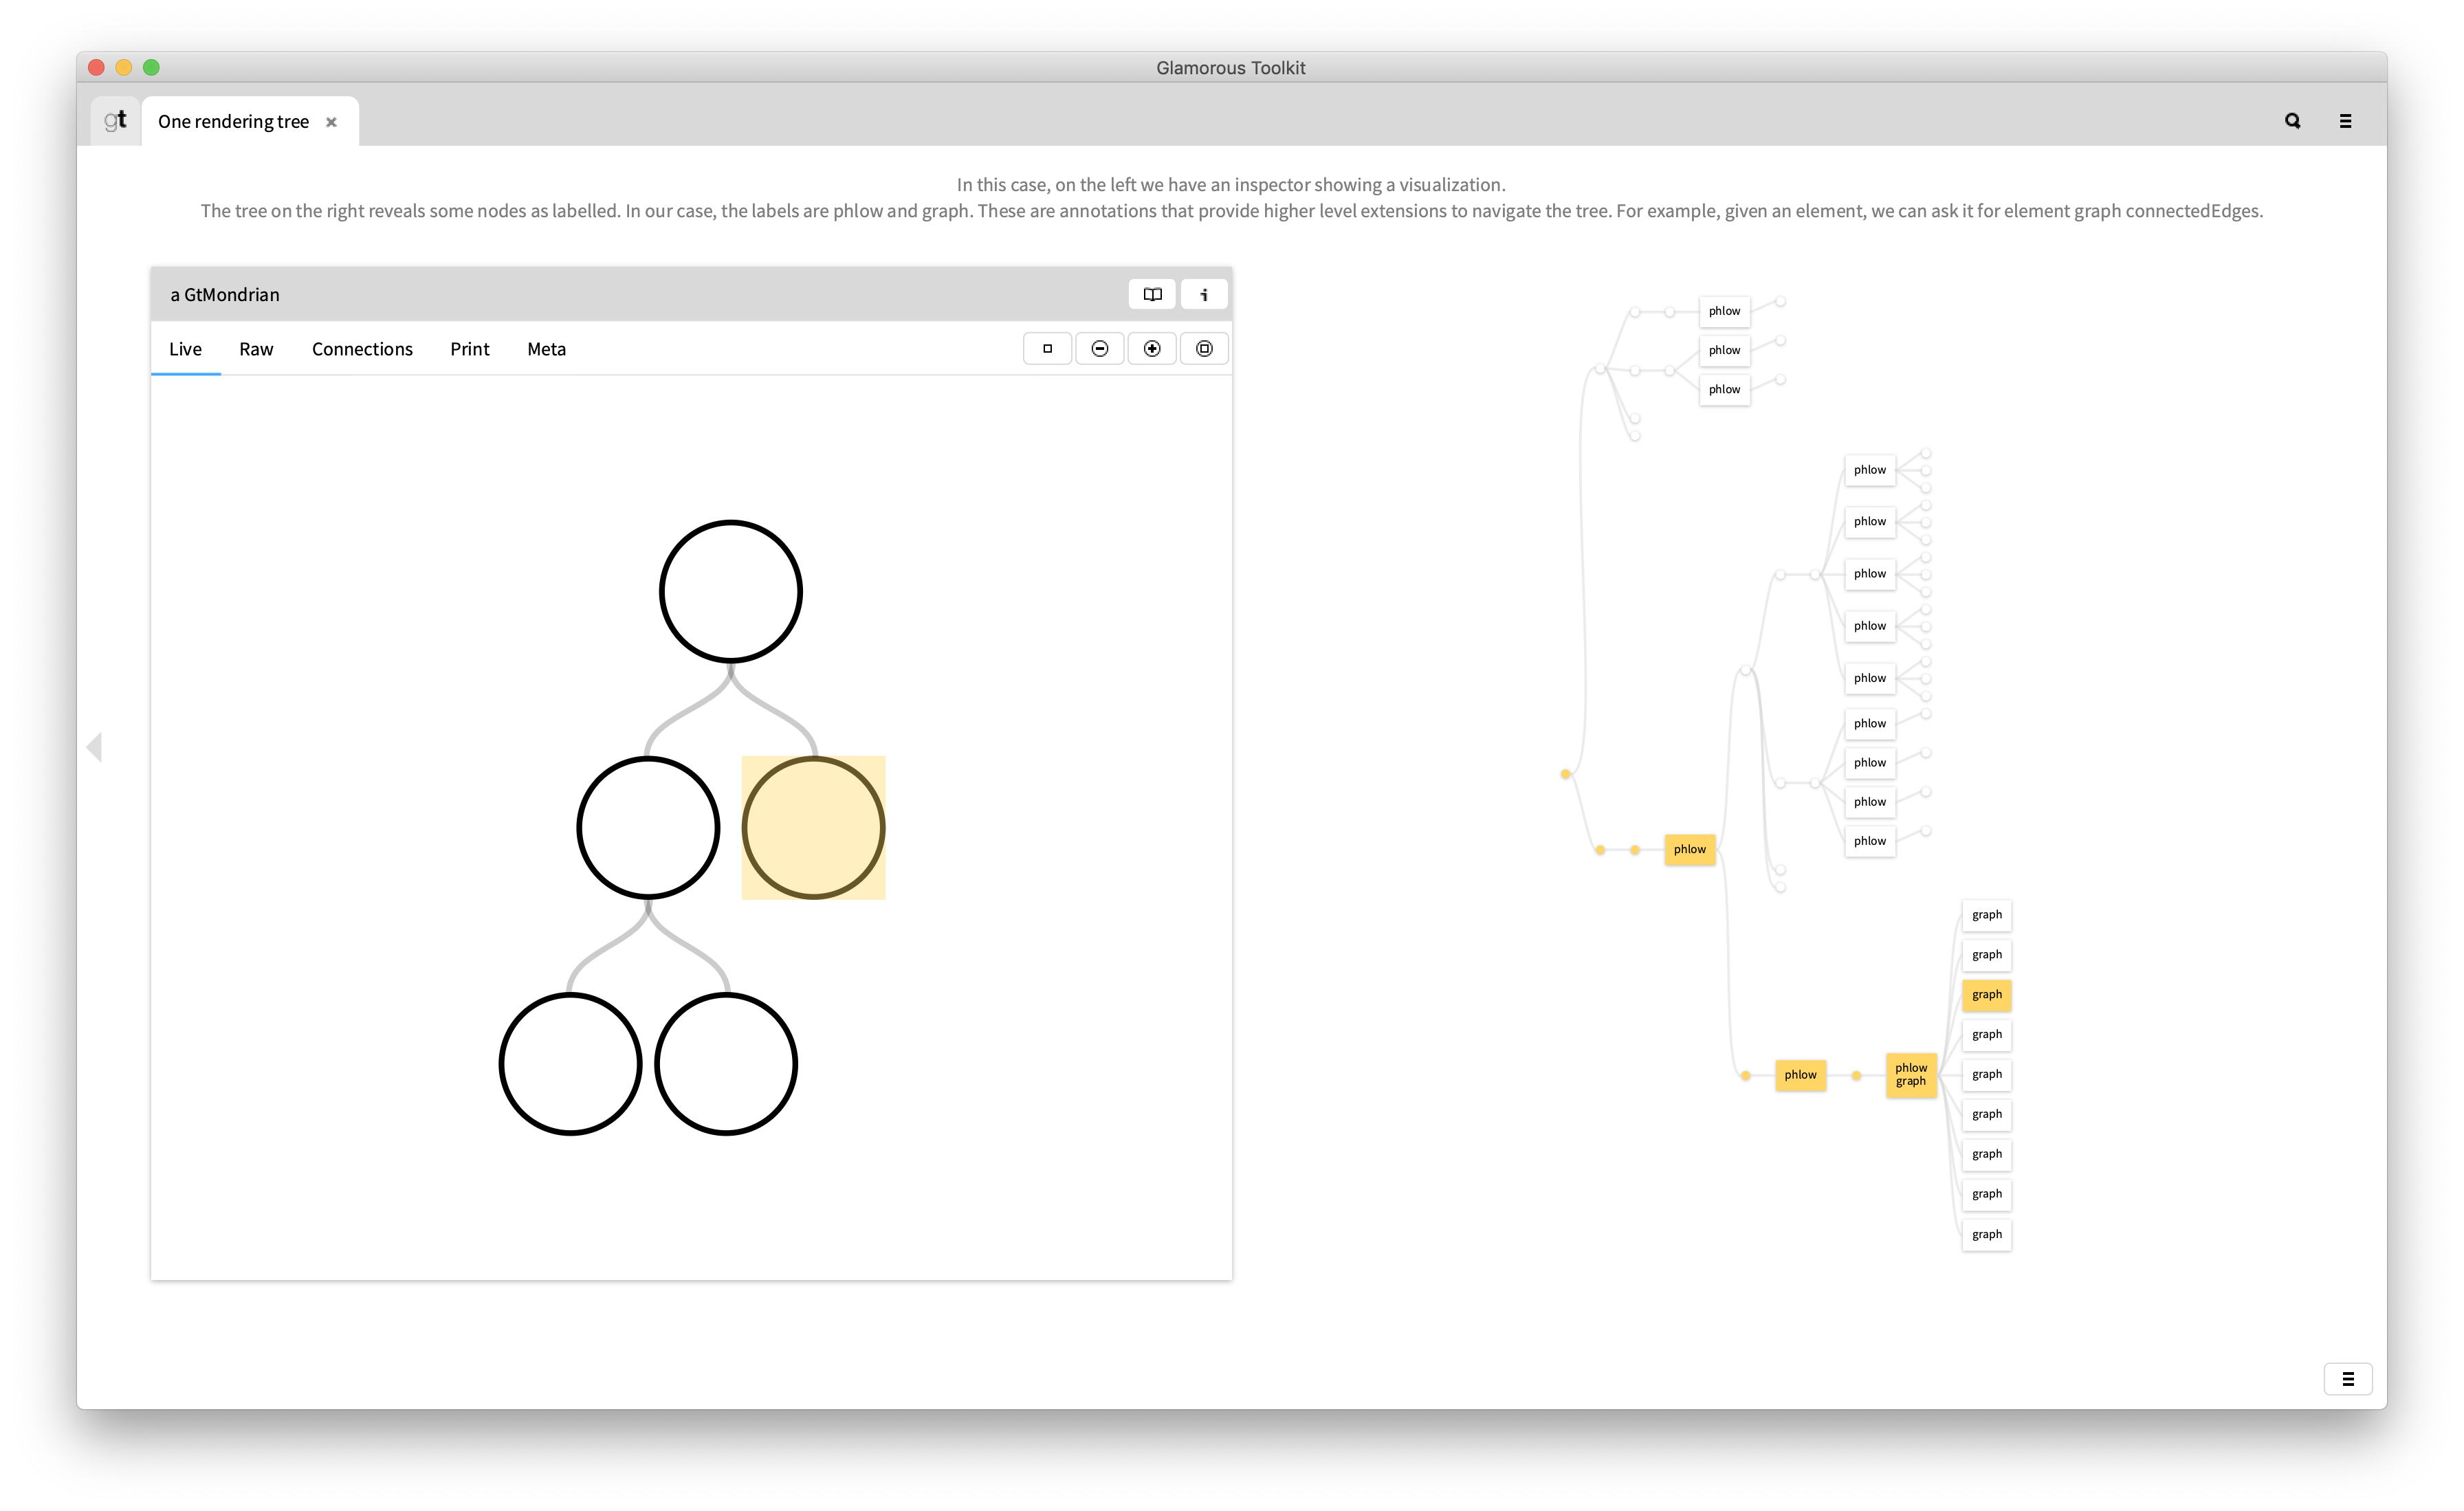 Glamorous Toolkit
gt
One rendering tree
In this case, on the left we have an inspector showing a visualization.
The tree on the right reveals some nodes as labelled. In our case, the labels are phlow and graph. These are annotations that provide higher level extensions to navigate the tree. For example, given an element, we can ask it for element graph connectedEdges.
a GtMondrian
i
Live Raw Connections Print Meta
phlow
phlow
phlow
phlow
phlow
phlow
phlow
phlow
phlow
phlow
phlow
phlow
phlow
graph
graph
graph
graph
phlow
phlow
graph
graph
graph
graph
graph
graph